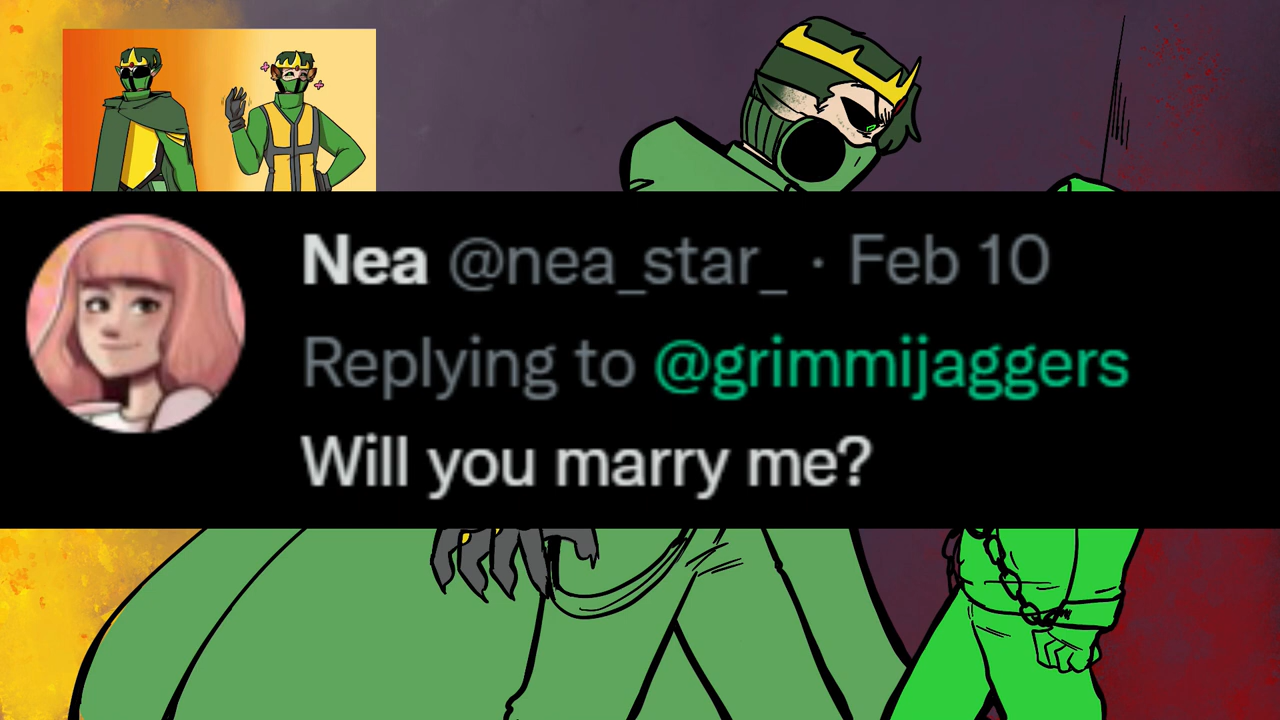 Nea @nea_star_ · Feb 10
Replying to @grimmijaggers
Will you marry me?